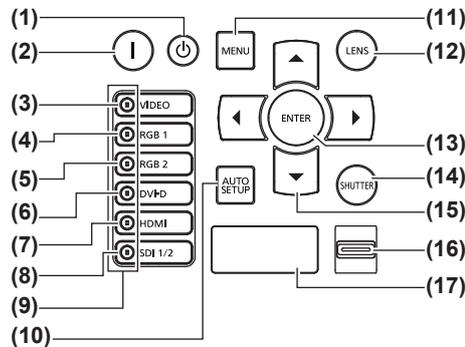 (1)
(2)
(3)
(4)
(5)
(6)
(7)
(8)
(9)
(10)
VIDEO
RGB 1
RGB 2
DVI-D
HDMI
SDI 1/2
MENU
LENS
ENTER
AUTO
SETUP
SHUTTER
(11)
(12)
(13)
(14)
(15)
(16)
(17)